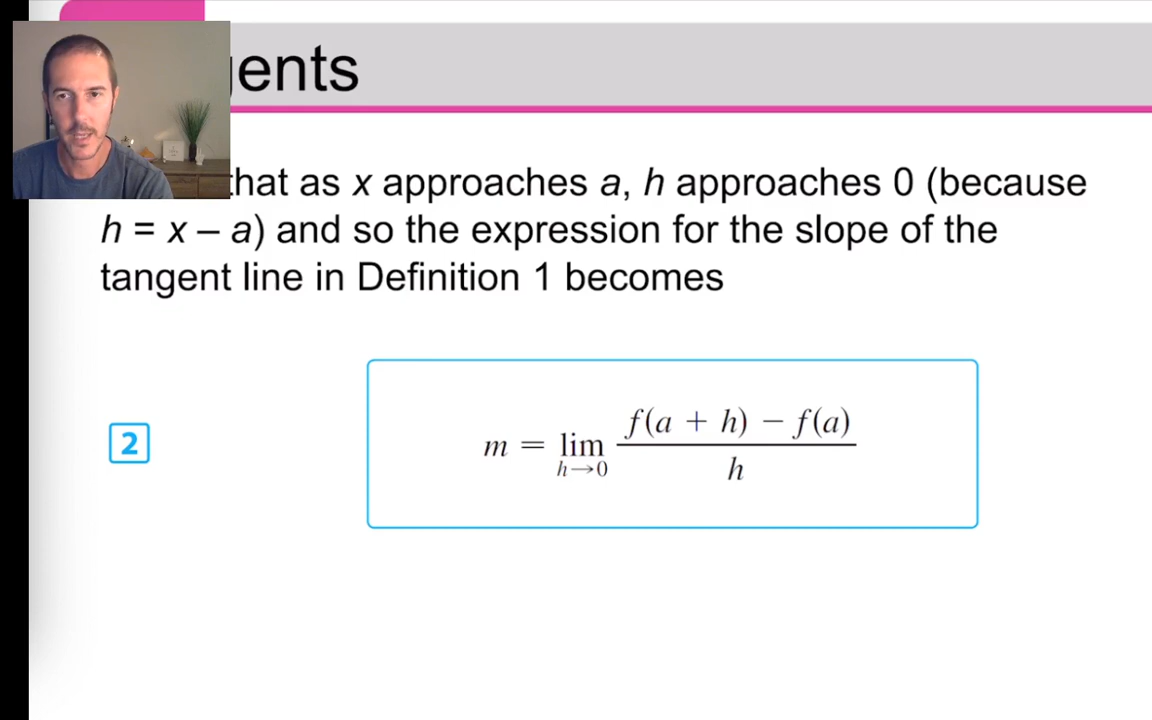 ents
that as x approaches a, h approaches 0 (because
h = x – a) and so the expression for the slope of the
tangent line in Definition 1 becomes
2
m = lim h→0 f(a + h) − f(a) / h